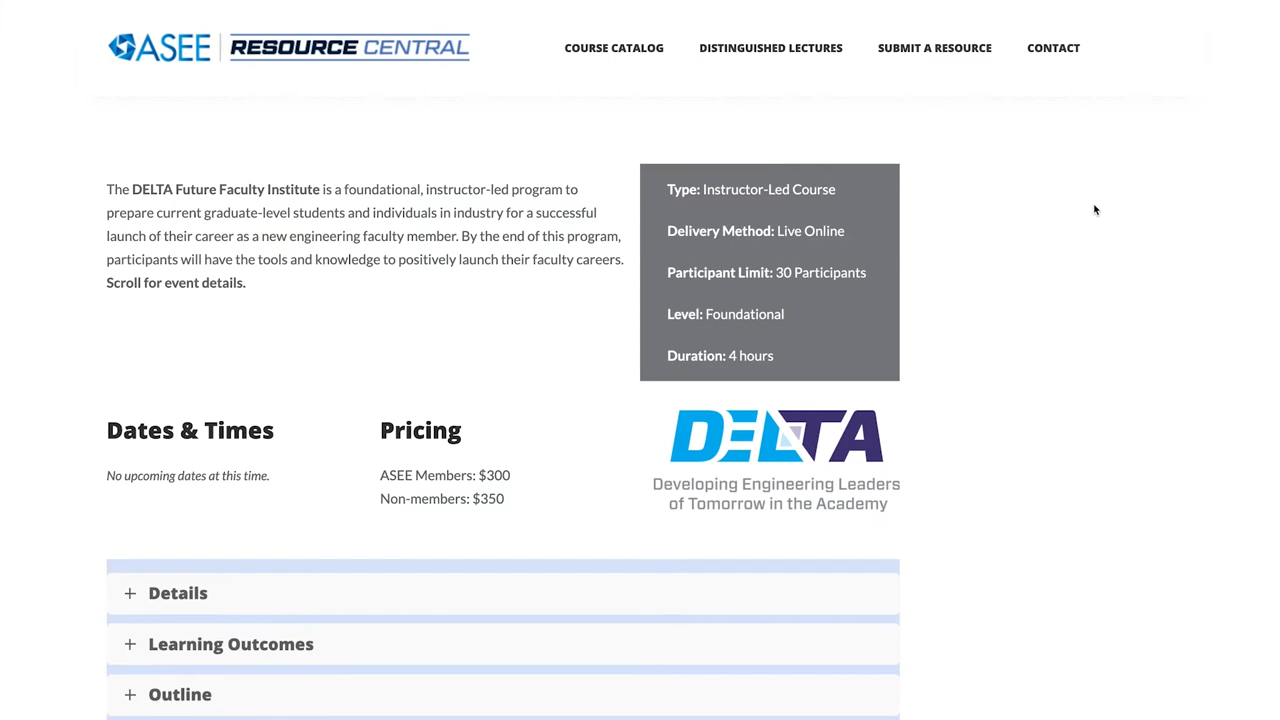 ASEE RESOURCE CENTRAL
COURSE CATALOG
DISTINGUISHED LECTURES
SUBMIT A RESOURCE
CONTACT
The DELTA Future Faculty Institute is a foundational, instructor-led program to
prepare current graduate-level students and individuals in industry for a successful
launch of their career as a new engineering faculty member. By the end of this program,
participants will have the tools and knowledge to positively launch their faculty careers.
Scroll for event details.
Type: Instructor-Led Course
Delivery Method: Live Online
Participant Limit: 30 Participants
Level: Foundational
Duration: 4 hours
Dates & Times
No upcoming dates at this time.
Pricing
ASEE Members: $300
Non-members: $350
DELTA
Developing Engineering Leaders
of Tomorrow in the Academy
+ Details
+ Learning Outcomes
+ Outline